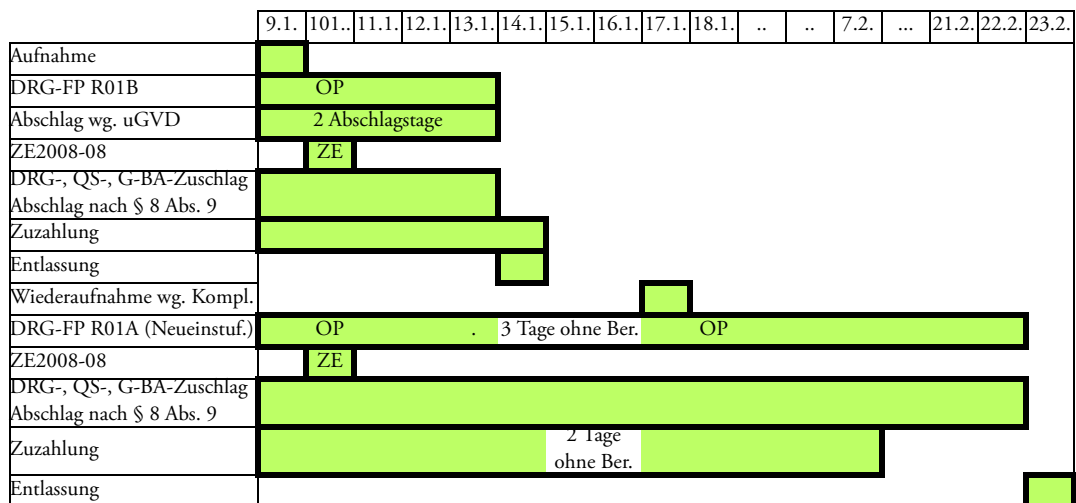 9.1. 101.. 11.1. 12.1. 13.1. 14.1. 15.1. 16.1. 17.1. 18.1. .. .. 7.2. ... 21.2. 22.2. 23.2.
Aufnahme
DRG-FP R01B OP
Abschlag wg. uGVD 2 Abschlagstage
ZE2008-08 ZE
DRG-, QS-, G-BA-Zuschlag
Abschlag nach § 8 Abs. 9
Zuzahlung
Entlassung
Wiederaufnahme wg. Kompl.
DRG-FP R01A (Neueinstuf.) OP . 3 Tage ohne Ber. OP
ZE2008-08 ZE
DRG-, QS-, G-BA-Zuschlag
Abschlag nach § 8 Abs. 9
Zuzahlung 2 Tage
ohne Ber.
Entlassung